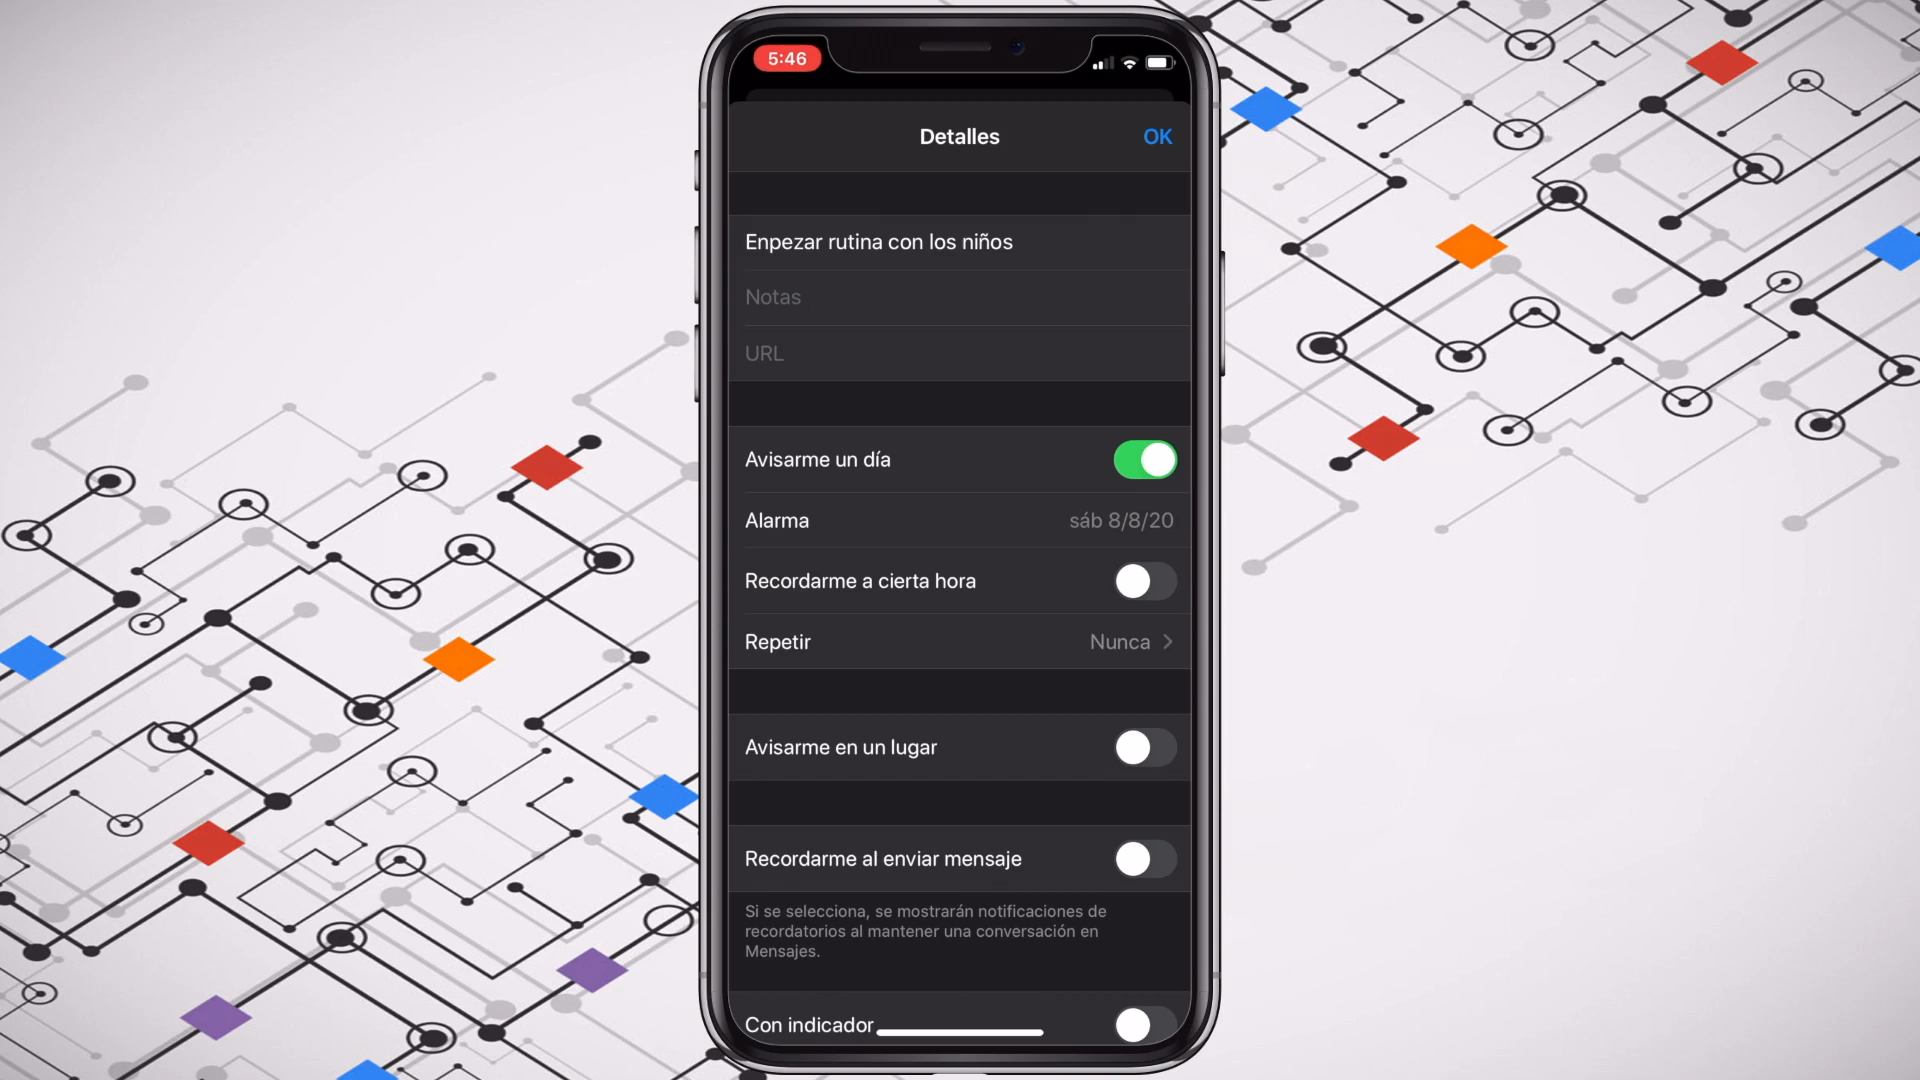 5:46
Detalles
OK
Enpezar rutina con los niños
Notas
URL
Avisarme un día
Alarma
sáb 8/8/20
Recordarme a cierta hora
Repetir
Nunca
Avisarme en un lugar
Recordarme al enviar mensaje
Si se selecciona, se mostrarán notificaciones de
recordatorios al mantener una conversación en
Mensajes.
Con indicador